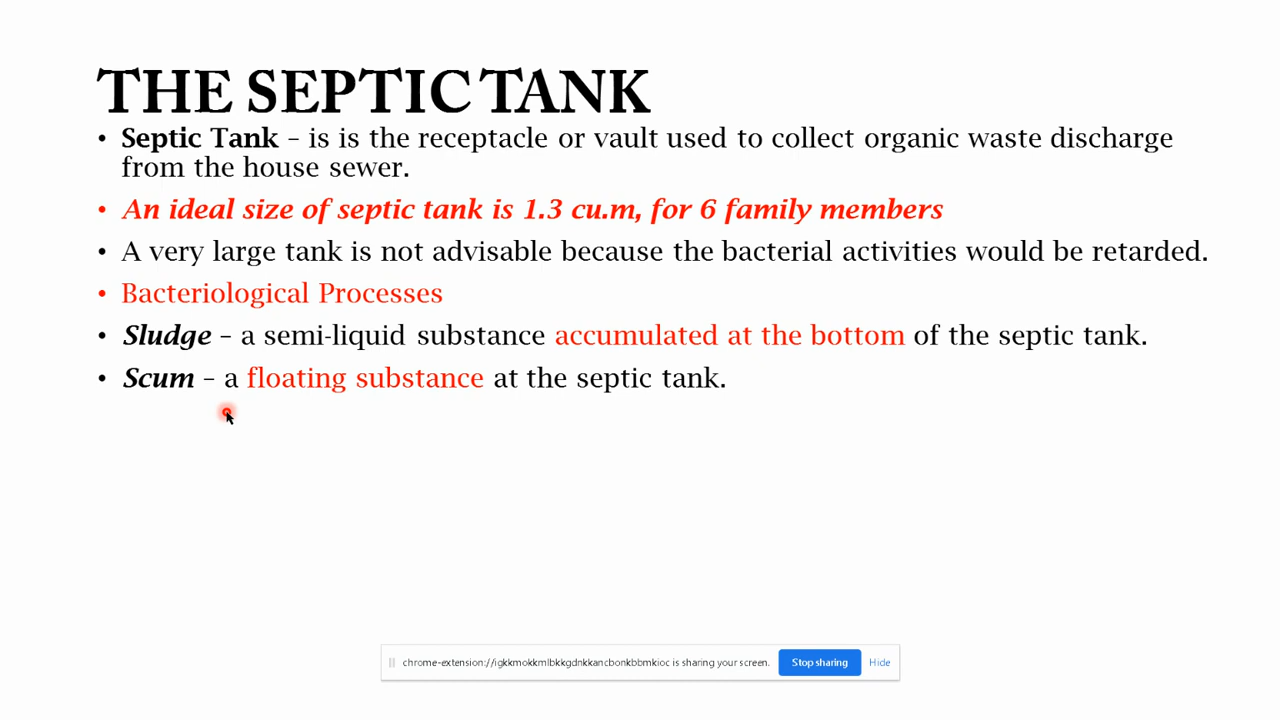 THE SEPTIC TANK
• Septic Tank – is is the receptacle or vault used to collect organic waste discharge
from the house sewer.
• An ideal size of septic tank is 1.3 cu.m, for 6 family members
• A very large tank is not advisable because the bacterial activities would be retarded.
• Bacteriological Processes
• Sludge – a semi-liquid substance accumulated at the bottom of the septic tank.
• Scum – a floating substance at the septic tank.
chrome-extension://igkkmokkmlbkkgdnkkancbonkbbmkioc is sharing your screen. Stop sharing Hide